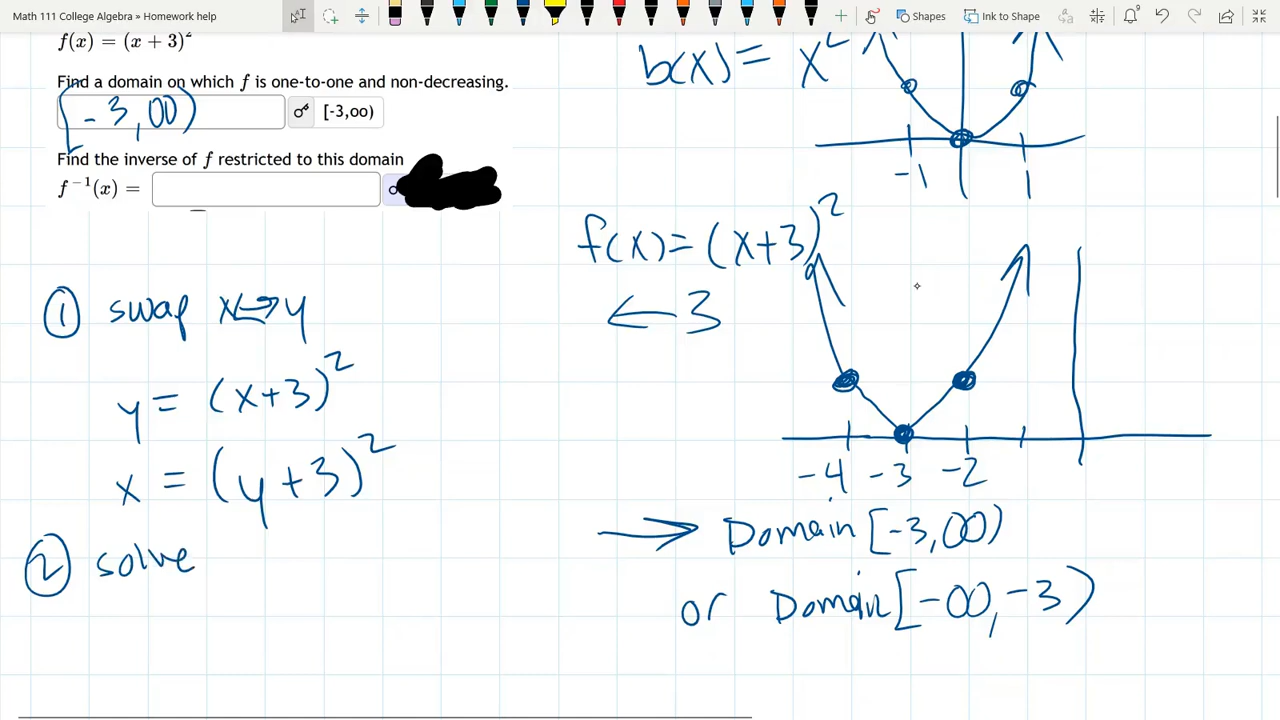 Math 111 College Algebra » Homework help
Shapes
Ink to Shape
f(x) = (x + 3)²
Find a domain on which f is one-to-one and non-decreasing.
[-3,00)
[-3,oo)
Find the inverse of f restricted to this domain
f⁻¹(x) =
① swap x↔y
y = (x+3)²
x = (y+3)²
② solve
b(x) = x²
-1 1
f(x) = (x+3)²
← 3
-4 -3 -2
→ Domain [-3,00)
or Domain [-00,-3)